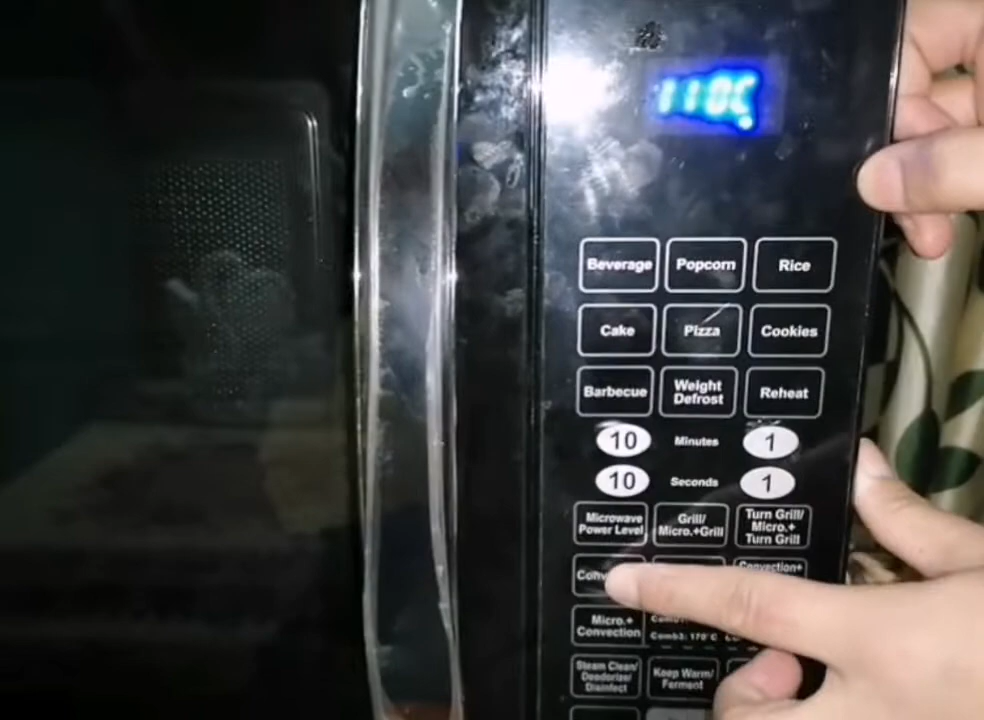 110C
Beverage
Popcorn
Rice
Cake
Pizza
Cookies
Barbecue
Weight
Defrost
Reheat
10 Minutes 1
10 Seconds 1
Microwave
Power Level
Grill/
Micro.+Grill
Turn Grill/
Micro.+
Turn Grill
Convection+
Micro.+
Convection
Comb3: 170°C
Steam Clean/
Deodorize/
Disinfect
Keep Warm/
Ferment